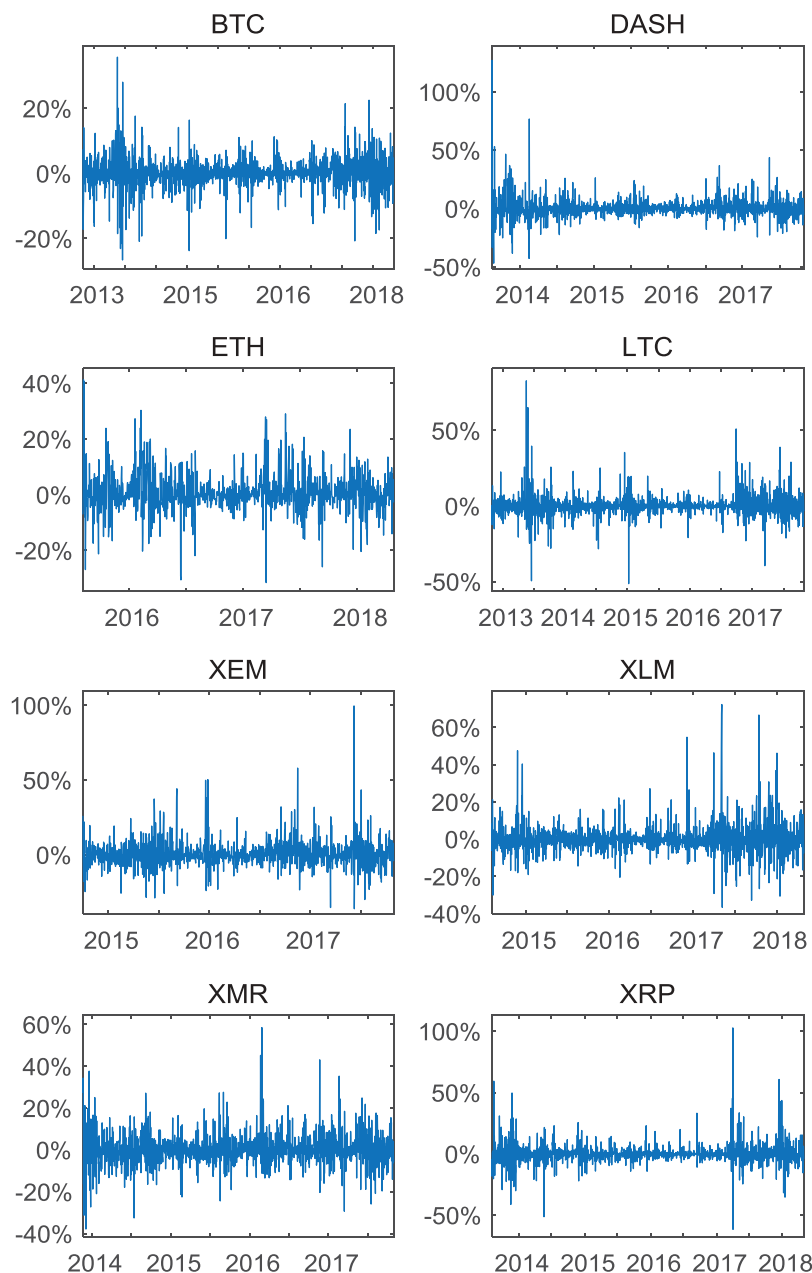 BTC
20%
0%
-20%
2013 2015 2016 2018
DASH
100%
50%
0%
-50%
2014 2015 2016 2017
ETH
40%
20%
0%
-20%
2016 2017 2018
LTC
50%
0%
-50%
2013 2014 2015 2016 2017
XEM
100%
50%
0%
2015 2016 2017
XLM
60%
40%
20%
0%
-20%
-40%
2015 2016 2017 2018
XMR
60%
40%
20%
0%
-20%
-40%
2014 2015 2016 2017
XRP
100%
50%
0%
-50%
2014 2015 2016 2017 2018